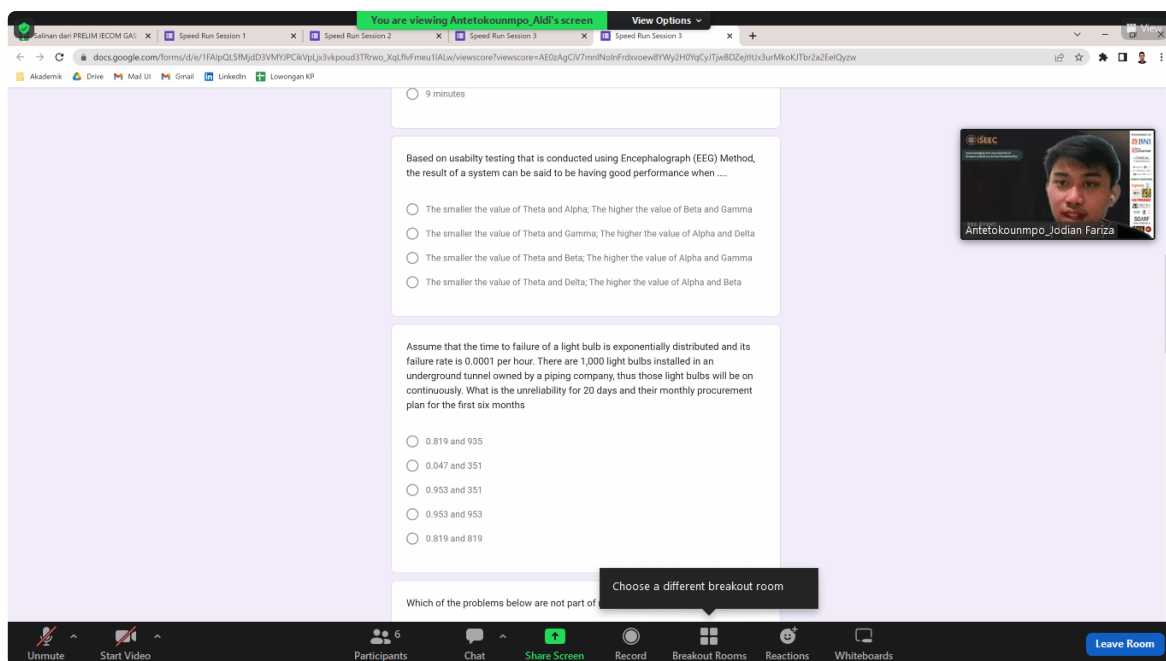 You are viewing Antetokounmpo_Aldi's screen View Options
View
Salinan dari PRELIM IECOM GAS
Speed Run Session 1
Speed Run Session 2
Speed Run Session 3
Speed Run Session 3
Akademik Drive Mail UI Gmail LinkedIn Lowongan KP
9 minutes
Based on usabilty testing that is conducted using Encephalograph (EEG) Method,
the result of a system can be said to be having good performance when ....
The smaller the value of Theta and Alpha; The higher the value of Beta and Gamma
The smaller the value of Theta and Gamma; The higher the value of Alpha and Delta
The smaller the value of Theta and Beta; The higher the value of Alpha and Gamma
The smaller the value of Theta and Delta; The higher the value of Alpha and Beta
Assume that the time to failure of a light bulb is exponentially distributed and its
failure rate is 0.0001 per hour. There are 1,000 light bulbs installed in an
underground tunnel owned by a piping company, thus those light bulbs will be on
continuously. What is the unreliability for 20 days and their monthly procurement
plan for the first six months
0.819 and 935
0.047 and 351
0.953 and 351
0.953 and 953
0.819 and 819
Which of the problems below are not part of
ISEEC
BNI
Antetokounmpo_Jodian Fariza
Choose a different breakout room
Unmute
Start Video
6
Participants
Chat
Share Screen
Record
Breakout Rooms
Reactions
Whiteboards
Leave Room